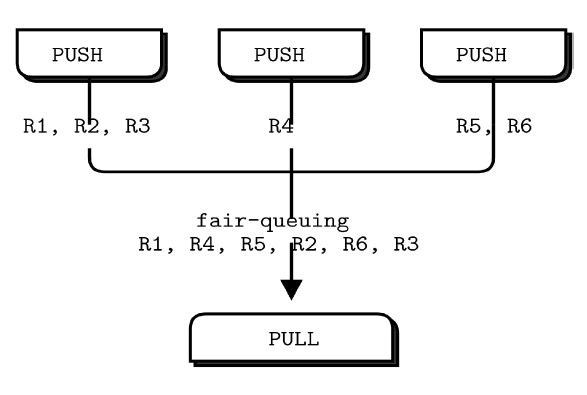 PUSH
PUSH
PUSH
R1, R2, R3
R4
R5, R6
fair-queuing
R1, R4, R5, R2, R6, R3
PULL